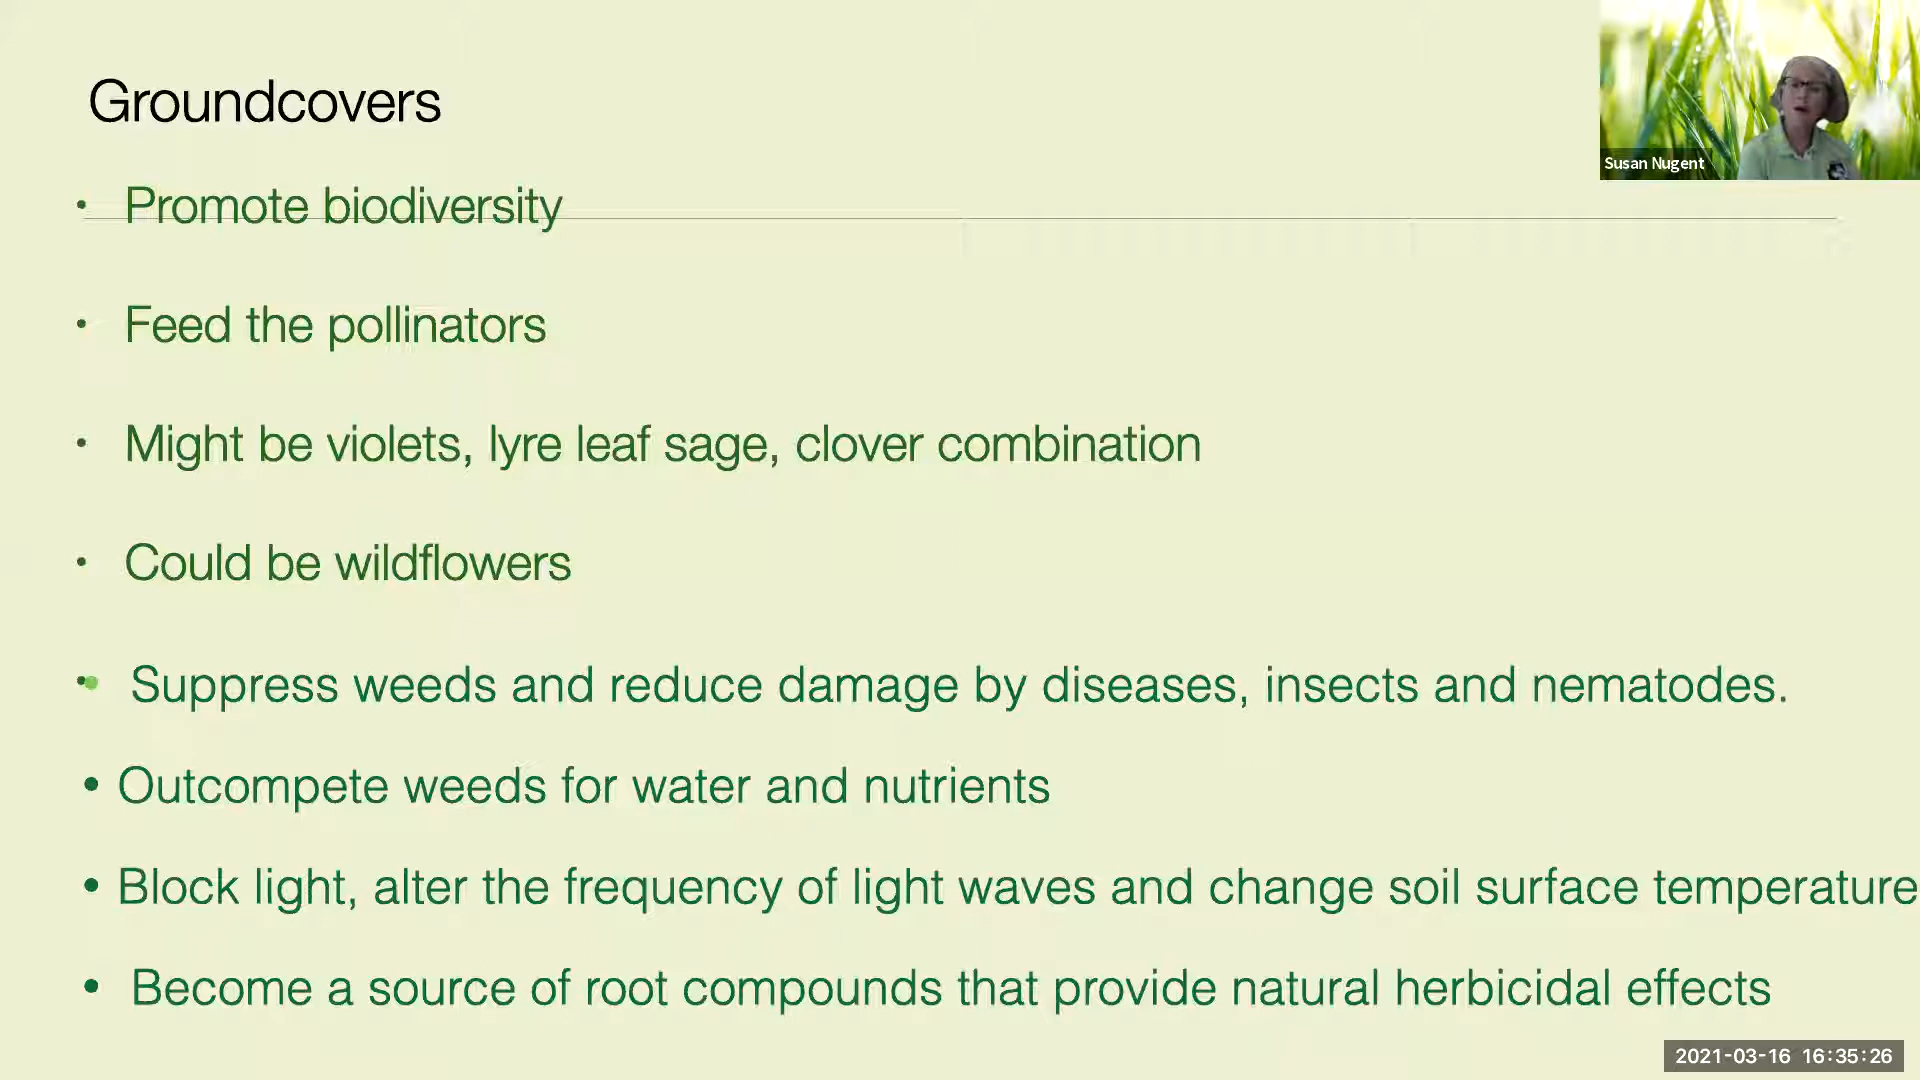 Groundcovers
Susan Nugent
• Promote biodiversity
• Feed the pollinators
• Might be violets, lyre leaf sage, clover combination
• Could be wildflowers
• Suppress weeds and reduce damage by diseases, insects and nematodes.
• Outcompete weeds for water and nutrients
• Block light, alter the frequency of light waves and change soil surface temperature
• Become a source of root compounds that provide natural herbicidal effects
2021-03-16 16:35:26